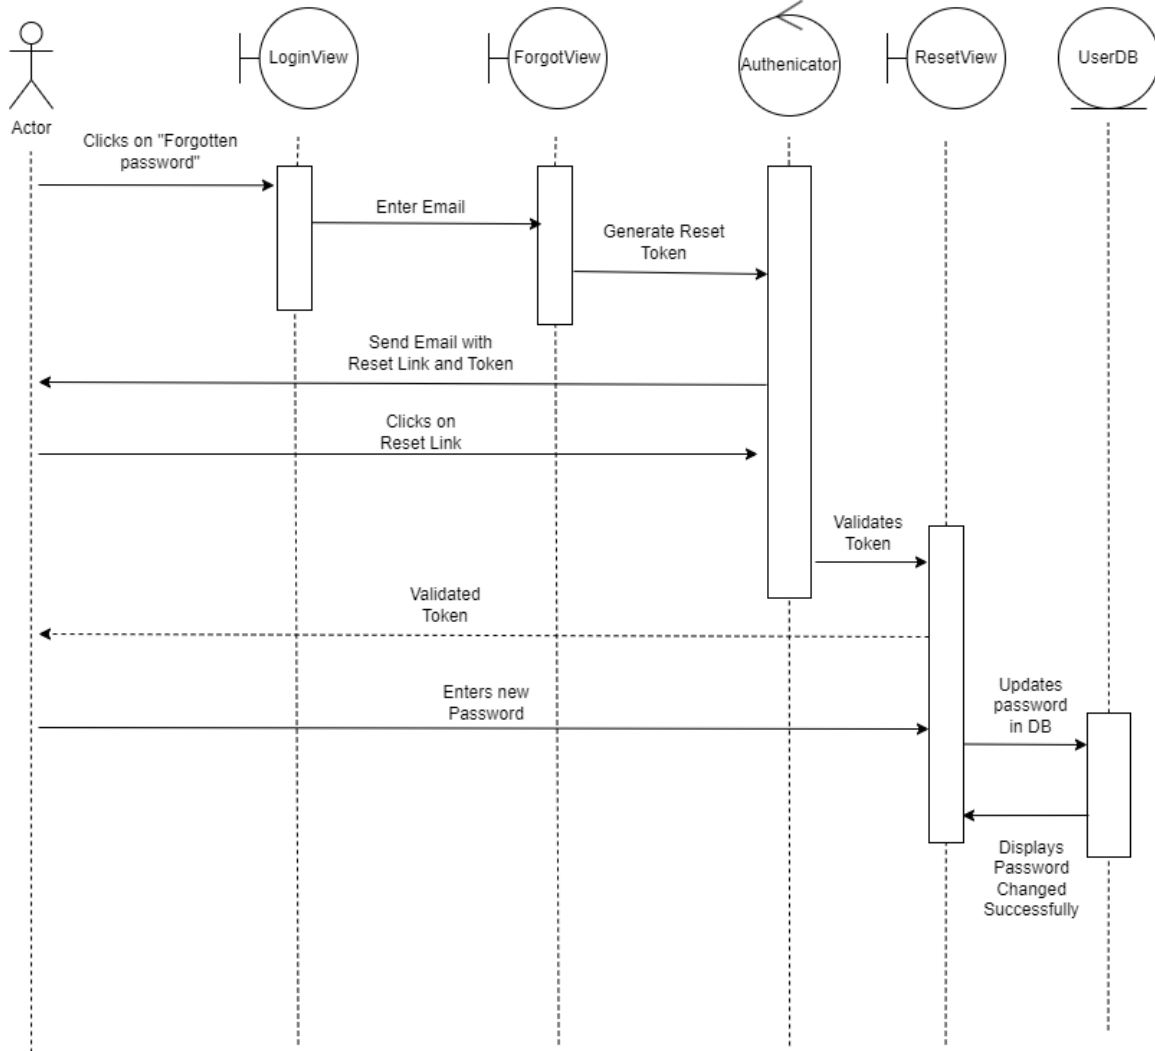 LoginView
ForgotView
Authenicator
ResetView
UserDB
Actor
Clicks on "Forgotten
password"
Enter Email
Generate Reset
Token
Send Email with
Reset Link and Token
Clicks on
Reset Link
Validates
Token
Validated
Token
Enters new
Password
Updates
password
in DB
Displays
Password
Changed
Successfully